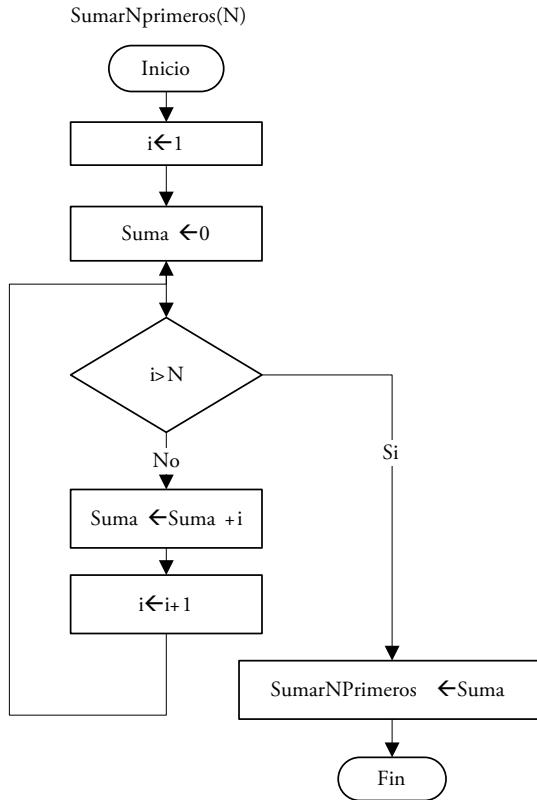 SumarNprimeros(N)
Inicio
i←1
Suma ←0
i>N
No
Si
Suma ←Suma +i
i←i+1
SumarNPrimeros ←Suma
Fin